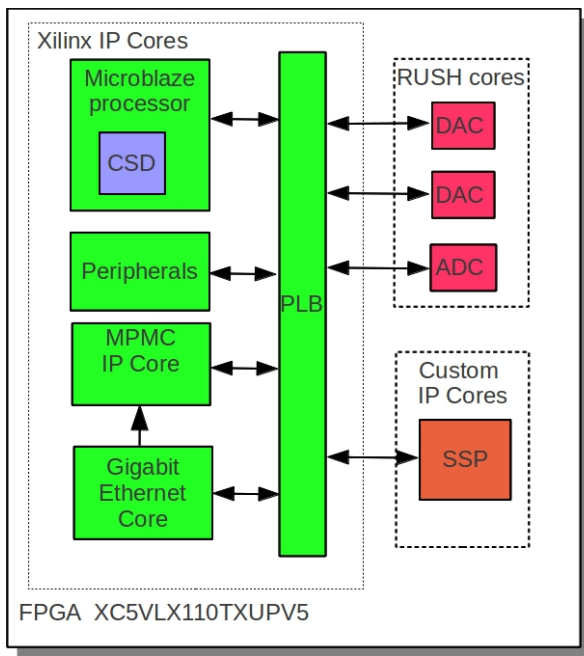 Xilinx IP Cores
Microblaze
processor
CSD
Peripherals
MPMC
IP Core
Gigabit
Ethernet
Core
PLB
RUSH cores
DAC
DAC
ADC
Custom
IP Cores
SSP
FPGA XC5VLX110TXUPV5